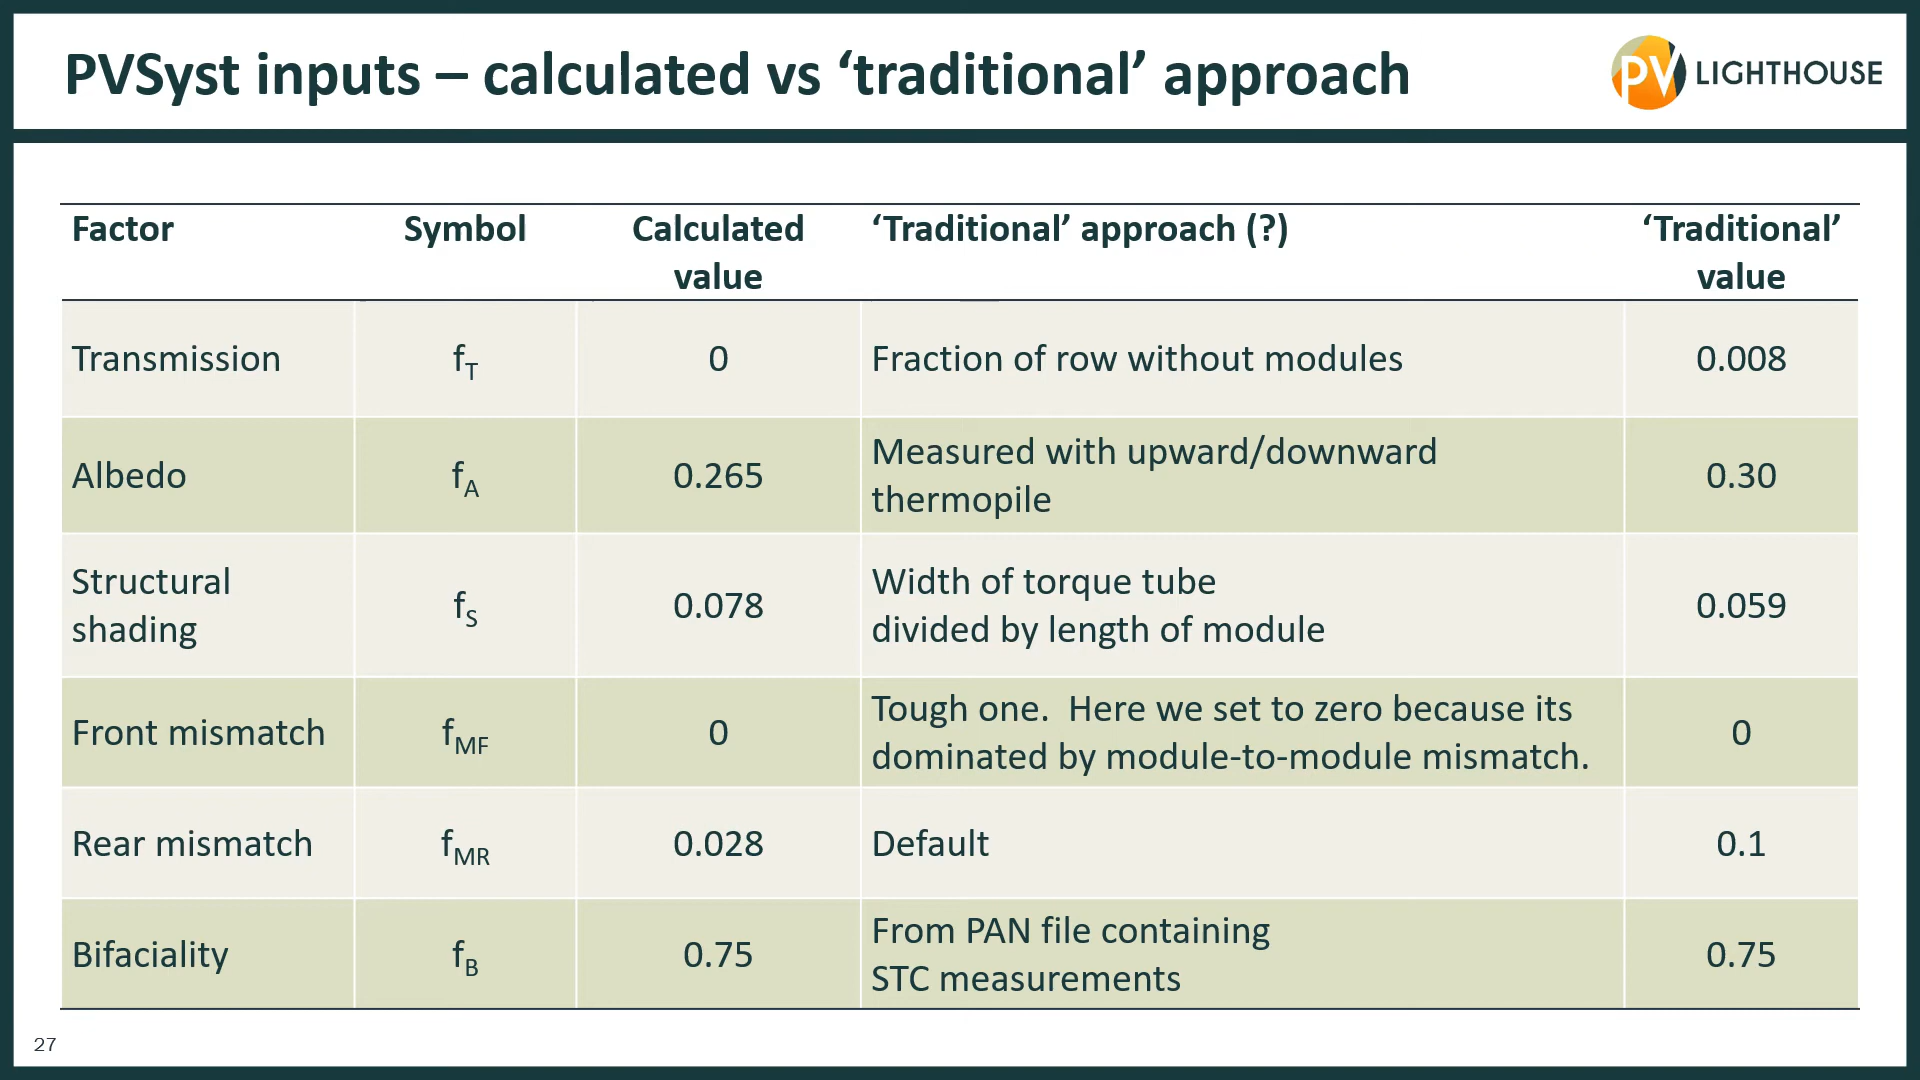 PVSyst inputs – calculated vs ‘traditional’ approach
PV LIGHTHOUSE
Factor Symbol Calculated value ‘Traditional’ approach (?) ‘Traditional’ value
Transmission fT 0 Fraction of row without modules 0.008
Albedo fA 0.265 Measured with upward/downward thermopile 0.30
Structural shading fS 0.078 Width of torque tube divided by length of module 0.059
Front mismatch fMF 0 Tough one. Here we set to zero because its dominated by module-to-module mismatch. 0
Rear mismatch fMR 0.028 Default 0.1
Bifaciality fB 0.75 From PAN file containing STC measurements 0.75
27